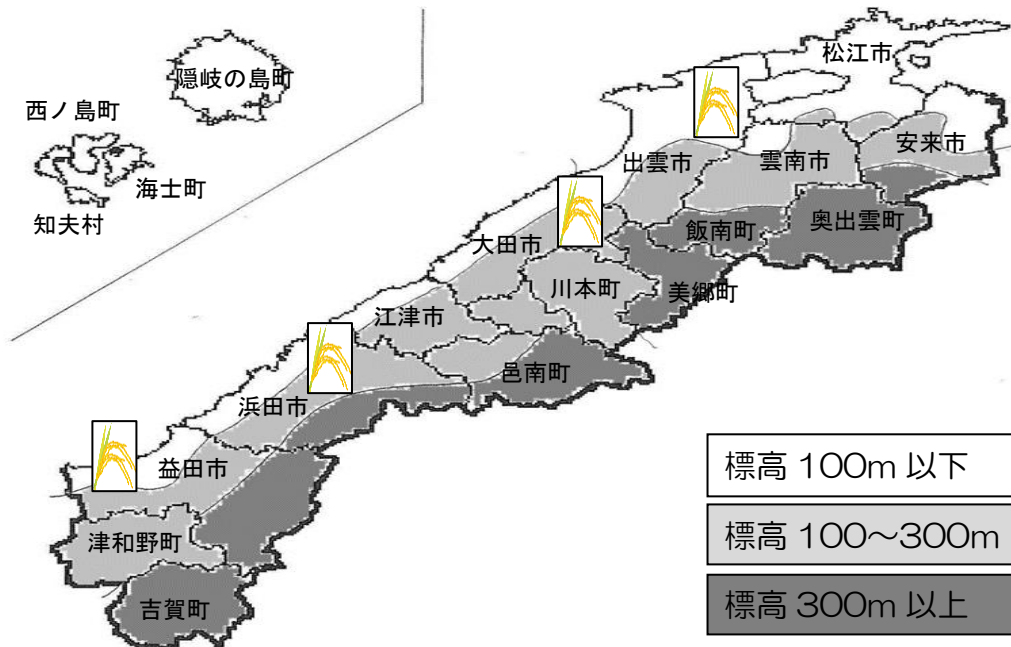 松江市
隠岐の島町
西ノ島町
海士町
知夫村
出雲市
雲南市
安来市
大田市
飯南町
奥出雲町
川本町
美郷町
江津市
邑南町
浜田市
益田市
津和野町
吉賀町
標高 100m 以下
標高 100～300m
標高 300m 以上